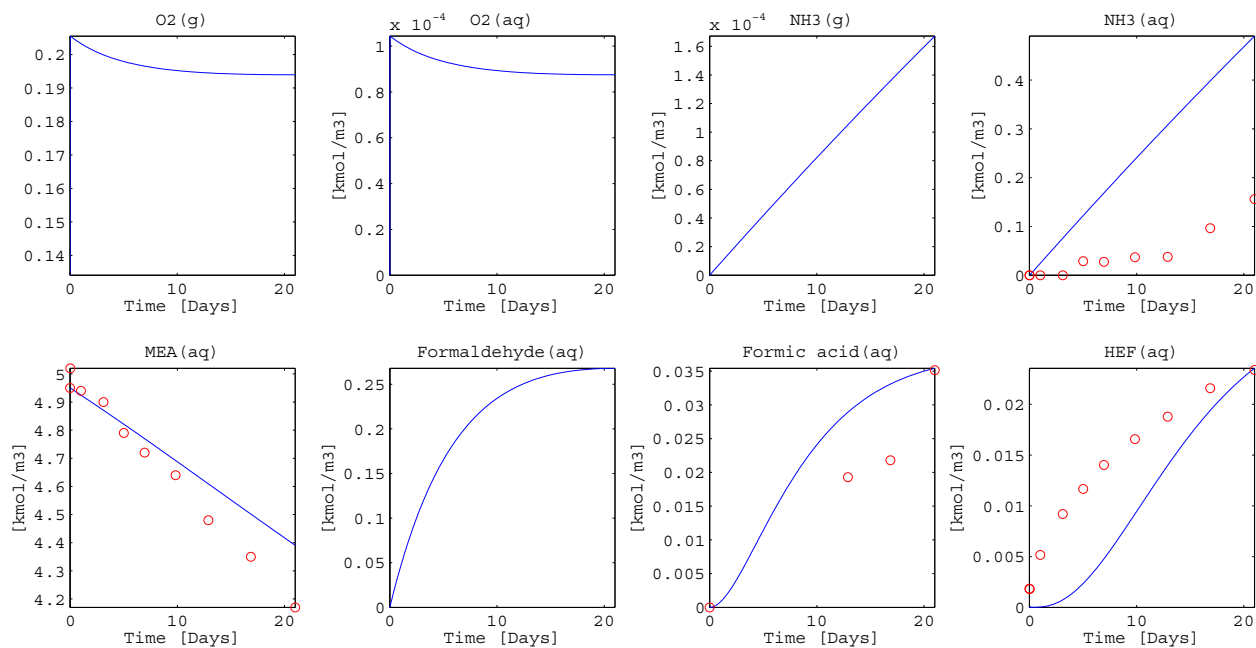 O2(g)
0.2
0.19
0.18
0.17
0.16
0.15
0.14
0 10 20
Time [Days]
x 10-4 O2(aq)
1
0.8
0.6
0.4
0.2
0
[kmol/m3]
0 10 20
Time [Days]
x 10-4 NH3(g)
1.6
1.4
1.2
1
0.8
0.6
0.4
0.2
0
[kmol/m3]
0 10 20
Time [Days]
NH3(aq)
0.4
0.3
0.2
0.1
0
[kmol/m3]
0 10 20
Time [Days]
MEA(aq)
5
4.9
4.8
4.7
4.6
4.5
4.4
4.3
4.2
[kmol/m3]
0 10 20
Time [Days]
Formaldehyde(aq)
0.25
0.2
0.15
0.1
0.05
0
[kmol/m3]
0 10 20
Time [Days]
Formic acid(aq)
0.035
0.03
0.025
0.02
0.015
0.01
0.005
0
[kmol/m3]
0 10 20
Time [Days]
HEF(aq)
0.02
0.015
0.01
0.005
0
[kmol/m3]
0 10 20
Time [Days]